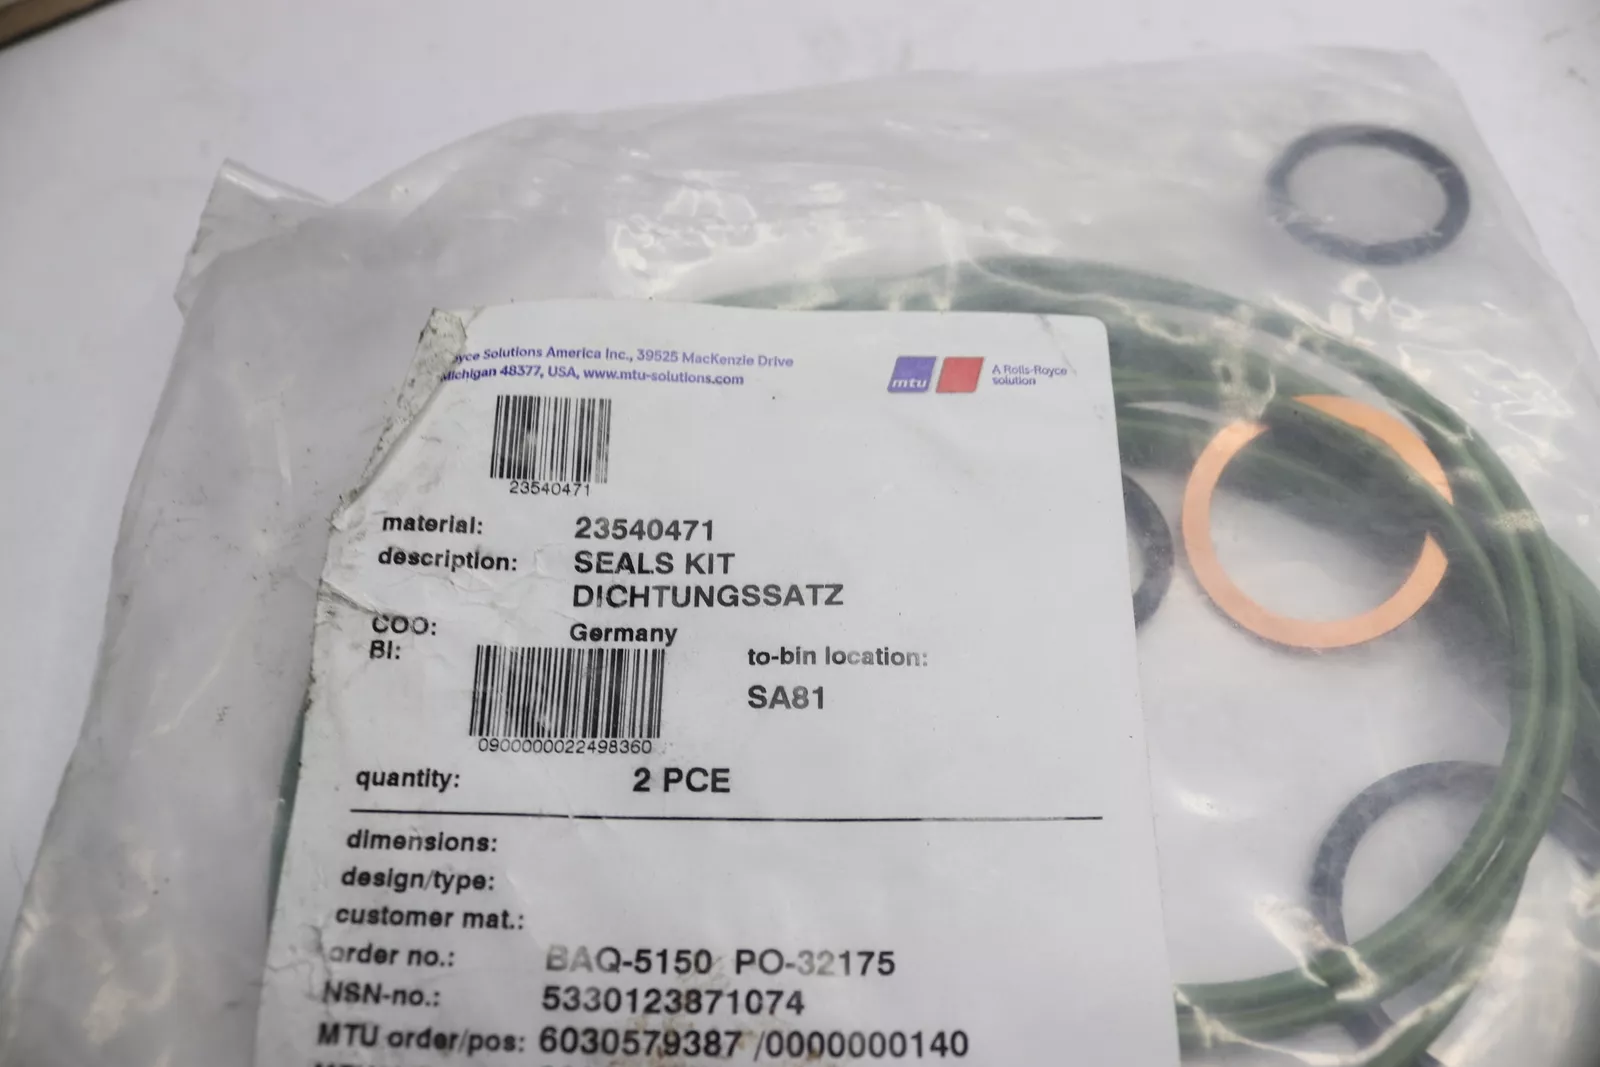 Solutions America Inc., 39525 MacKenzie Drive
Michigan 48377, USA, www.mtu-solutions.com
mtu
A Rolls-Royce
solution
23540471
material: 23540471
description: SEALS KIT
DICHTUNGSSATZ
COO: Germany
BI:
to-bin location:
SA81
0900000022498360
quantity: 2 PCE
dimensions:
design/type:
customer mat.:
order no.: BAQ-5150 PO-32175
NSN-no.: 5330123871074
MTU order/pos: 6030579387 /0000000140